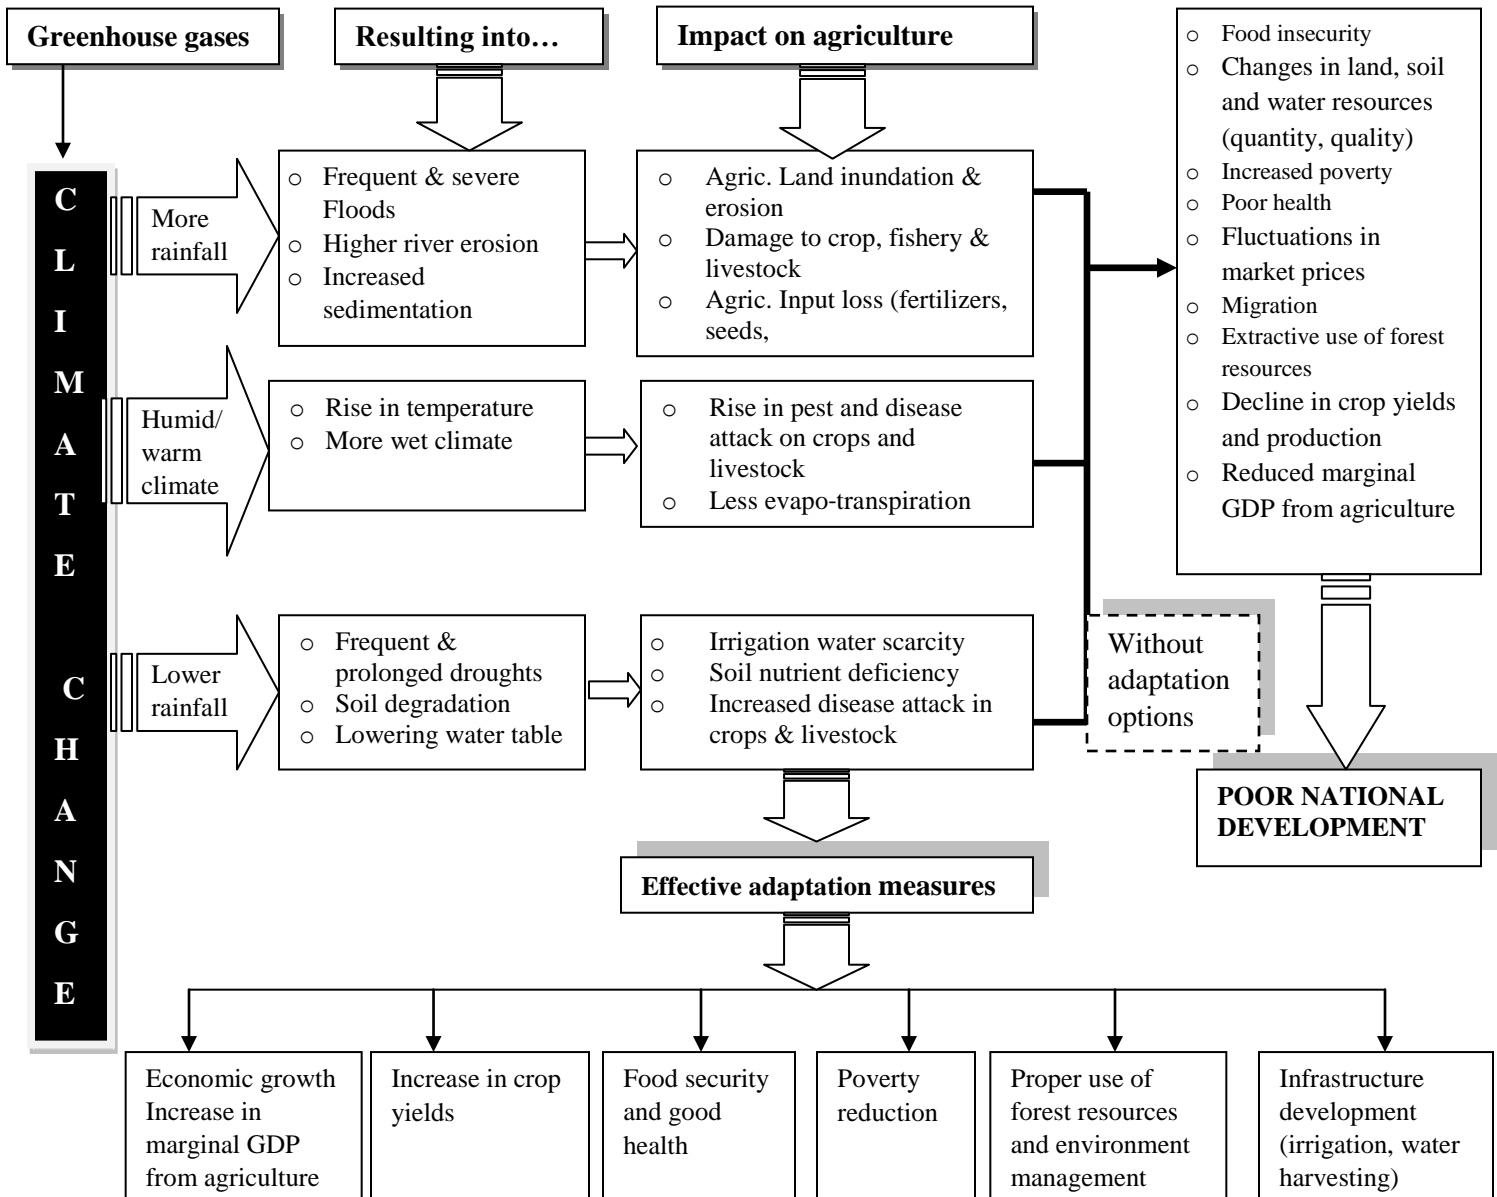 Greenhouse gases
Resulting into…
Impact on agriculture
CLIMATE CHANGE
More
rainfall
○ Frequent & severe
Floods
○ Higher river erosion
○ Increased
sedimentation
○ Agric. Land inundation &
erosion
○ Damage to crop, fishery &
livestock
○ Agric. Input loss (fertilizers,
seeds,
Humid/
warm
climate
○ Rise in temperature
○ More wet climate
○ Rise in pest and disease
attack on crops and
livestock
○ Less evapo-transpiration
Lower
rainfall
○ Frequent &
prolonged droughts
○ Soil degradation
○ Lowering water table
○ Irrigation water scarcity
○ Soil nutrient deficiency
○ Increased disease attack in
crops & livestock
○ Food insecurity
○ Changes in land, soil
and water resources
(quantity, quality)
○ Increased poverty
○ Poor health
○ Fluctuations in
market prices
○ Migration
○ Extractive use of forest
resources
○ Decline in crop yields
and production
○ Reduced marginal
GDP from agriculture
Without
adaptation
options
POOR NATIONAL
DEVELOPMENT
Effective adaptation measures
Economic growth
Increase in
marginal GDP
from agriculture
Increase in crop
yields
Food security
and good
health
Poverty
reduction
Proper use of
forest resources
and environment
management
Infrastructure
development
(irrigation, water
harvesting)